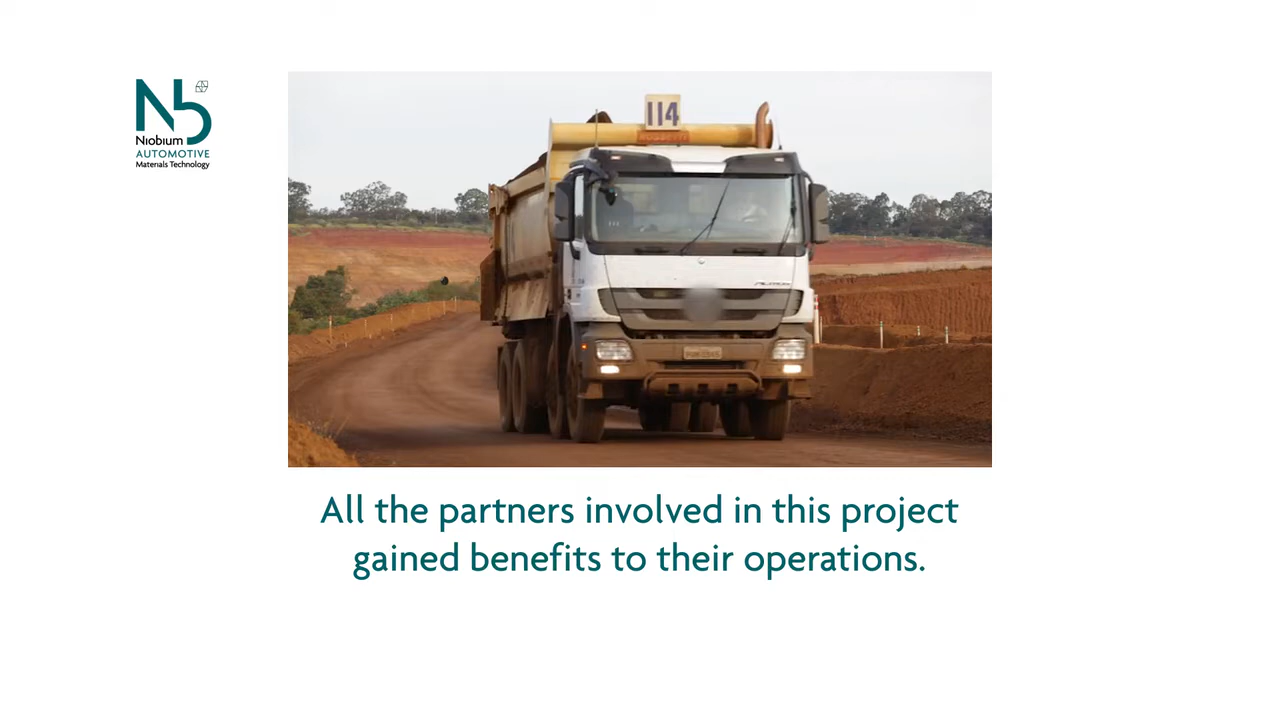 Nb
Niobium
AUTOMOTIVE
Materials Technology
114
All the partners involved in this project
gained benefits to their operations.